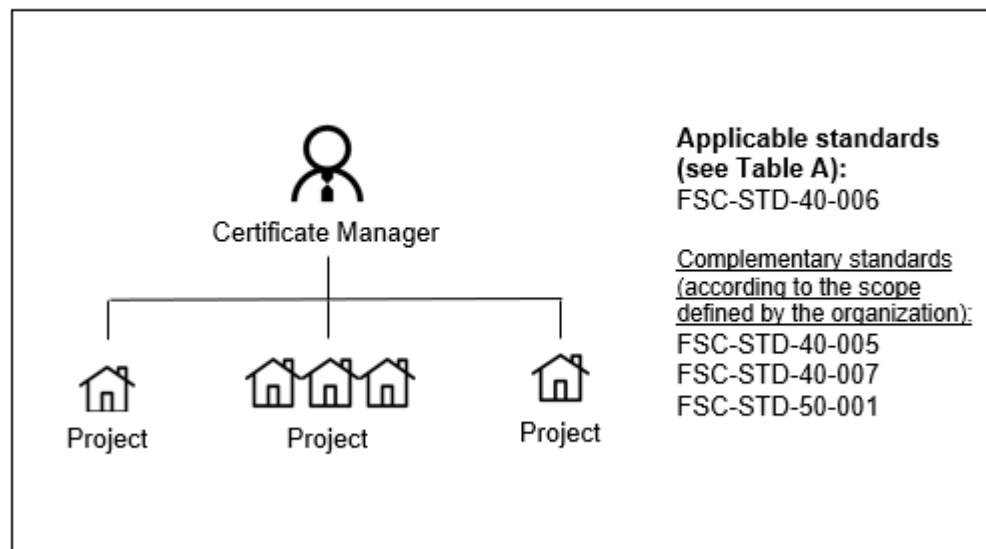 Applicable standards
(see Table A):
FSC-STD-40-006
Certificate Manager
Complementary standards
(according to the scope
defined by the organization):
FSC-STD-40-005
FSC-STD-40-007
FSC-STD-50-001
Project
Project
Project